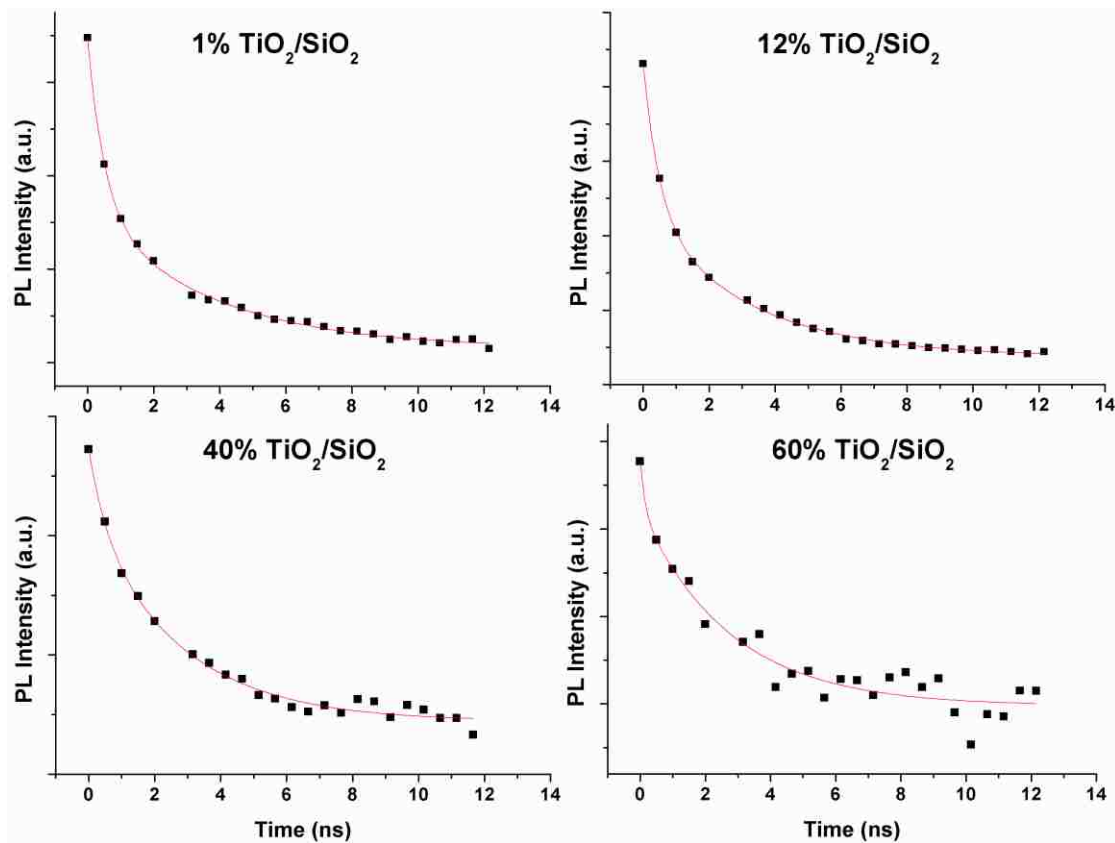 1% TiO₂/SiO₂
PL Intensity (a.u.)
0 2 4 6 8 10 12 14
12% TiO₂/SiO₂
PL Intensity (a.u.)
0 2 4 6 8 10 12 14
40% TiO₂/SiO₂
PL Intensity (a.u.)
0 2 4 6 8 10 12 14
Time (ns)
60% TiO₂/SiO₂
PL Intensity (a.u.)
0 2 4 6 8 10 12 14
Time (ns)